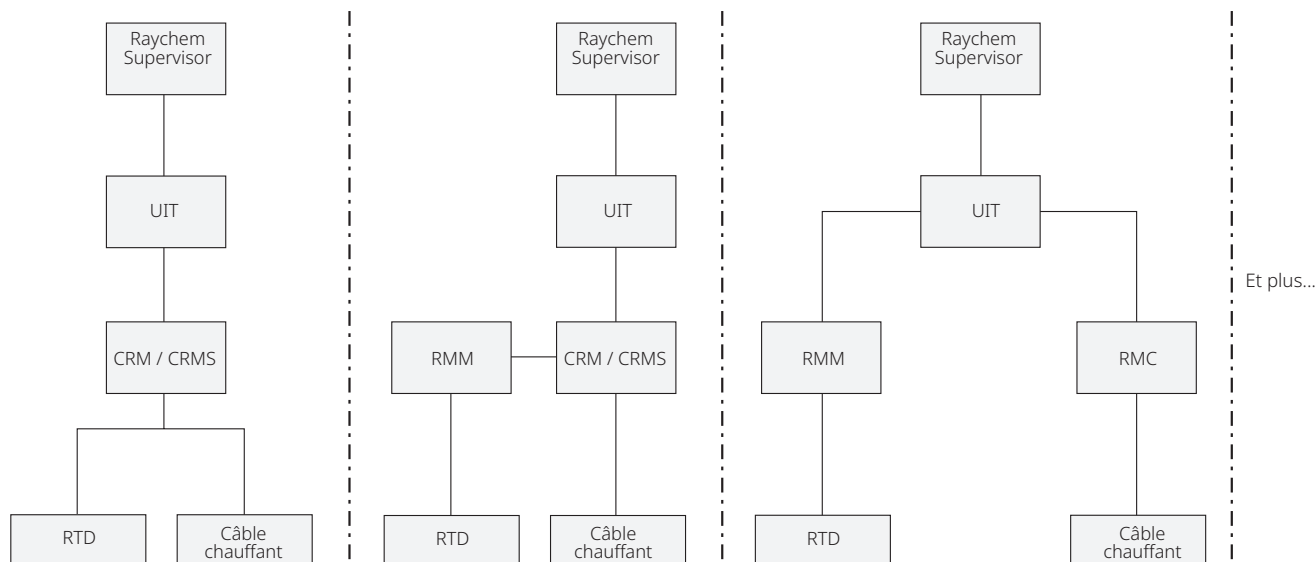 Raychem
Supervisor
UIT
CRM / CRMS
RTD
Câble
chauffant
Raychem
Supervisor
UIT
RMM
CRM / CRMS
RTD
Câble
chauffant
Raychem
Supervisor
UIT
RMM
RMC
RTD
Câble
chauffant
Et plus...